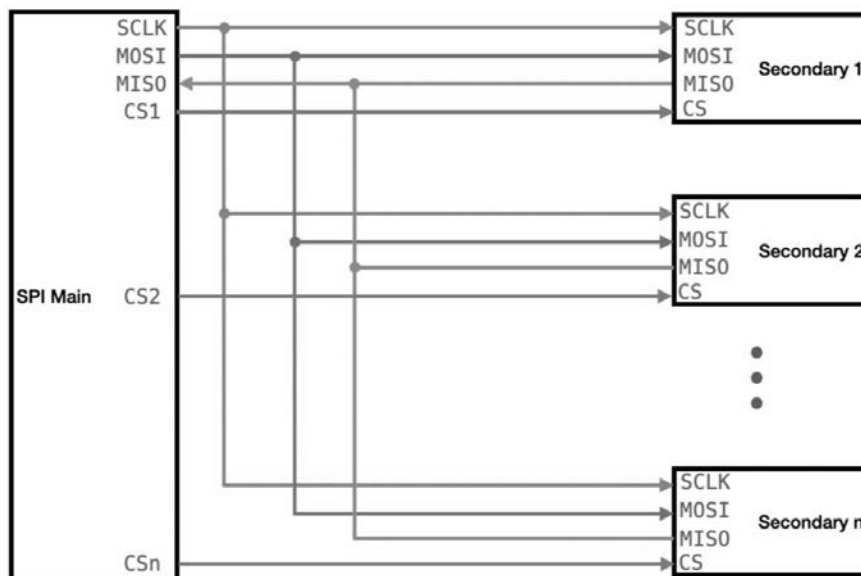 SCLK
MOSI
MISO
CS1
SPI Main
CS2
CSn
SCLK
MOSI
MISO
CS
Secondary 1
SCLK
MOSI
MISO
CS
Secondary 2
SCLK
MOSI
MISO
CS
Secondary n